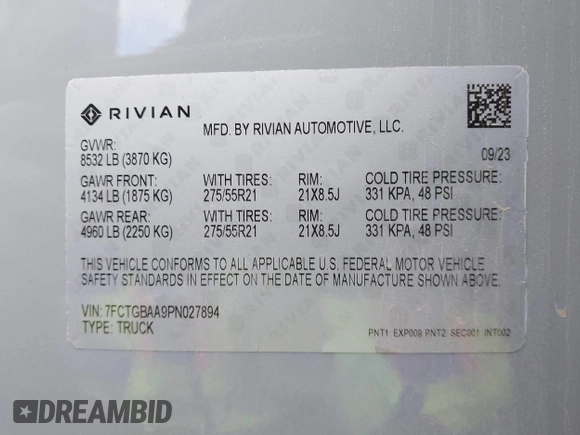 RIVIAN
MFD. BY RIVIAN AUTOMOTIVE, LLC.
GVWR:
8532 LB (3870 KG) 09/23
GAWR FRONT: WITH TIRES: RIM: COLD TIRE PRESSURE:
4134 LB (1875 KG) 275/55R21 21X8.5J 331 KPA, 48 PSI
GAWR REAR: WITH TIRES: RIM: COLD TIRE PRESSURE:
4960 LB (2250 KG) 275/55R21 21X8.5J 331 KPA, 48 PSI
THIS VEHICLE CONFORMS TO ALL APPLICABLE U.S. FEDERAL MOTOR VEHICLE
SAFETY STANDARDS IN EFFECT ON THE DATE OF MANUFACTURE SHOWN ABOVE.
VIN: 7FCTGBAA9PN027894
TYPE: TRUCK
PNT1: EXP009 PNT2: SEC001 INT002
DREAMBID